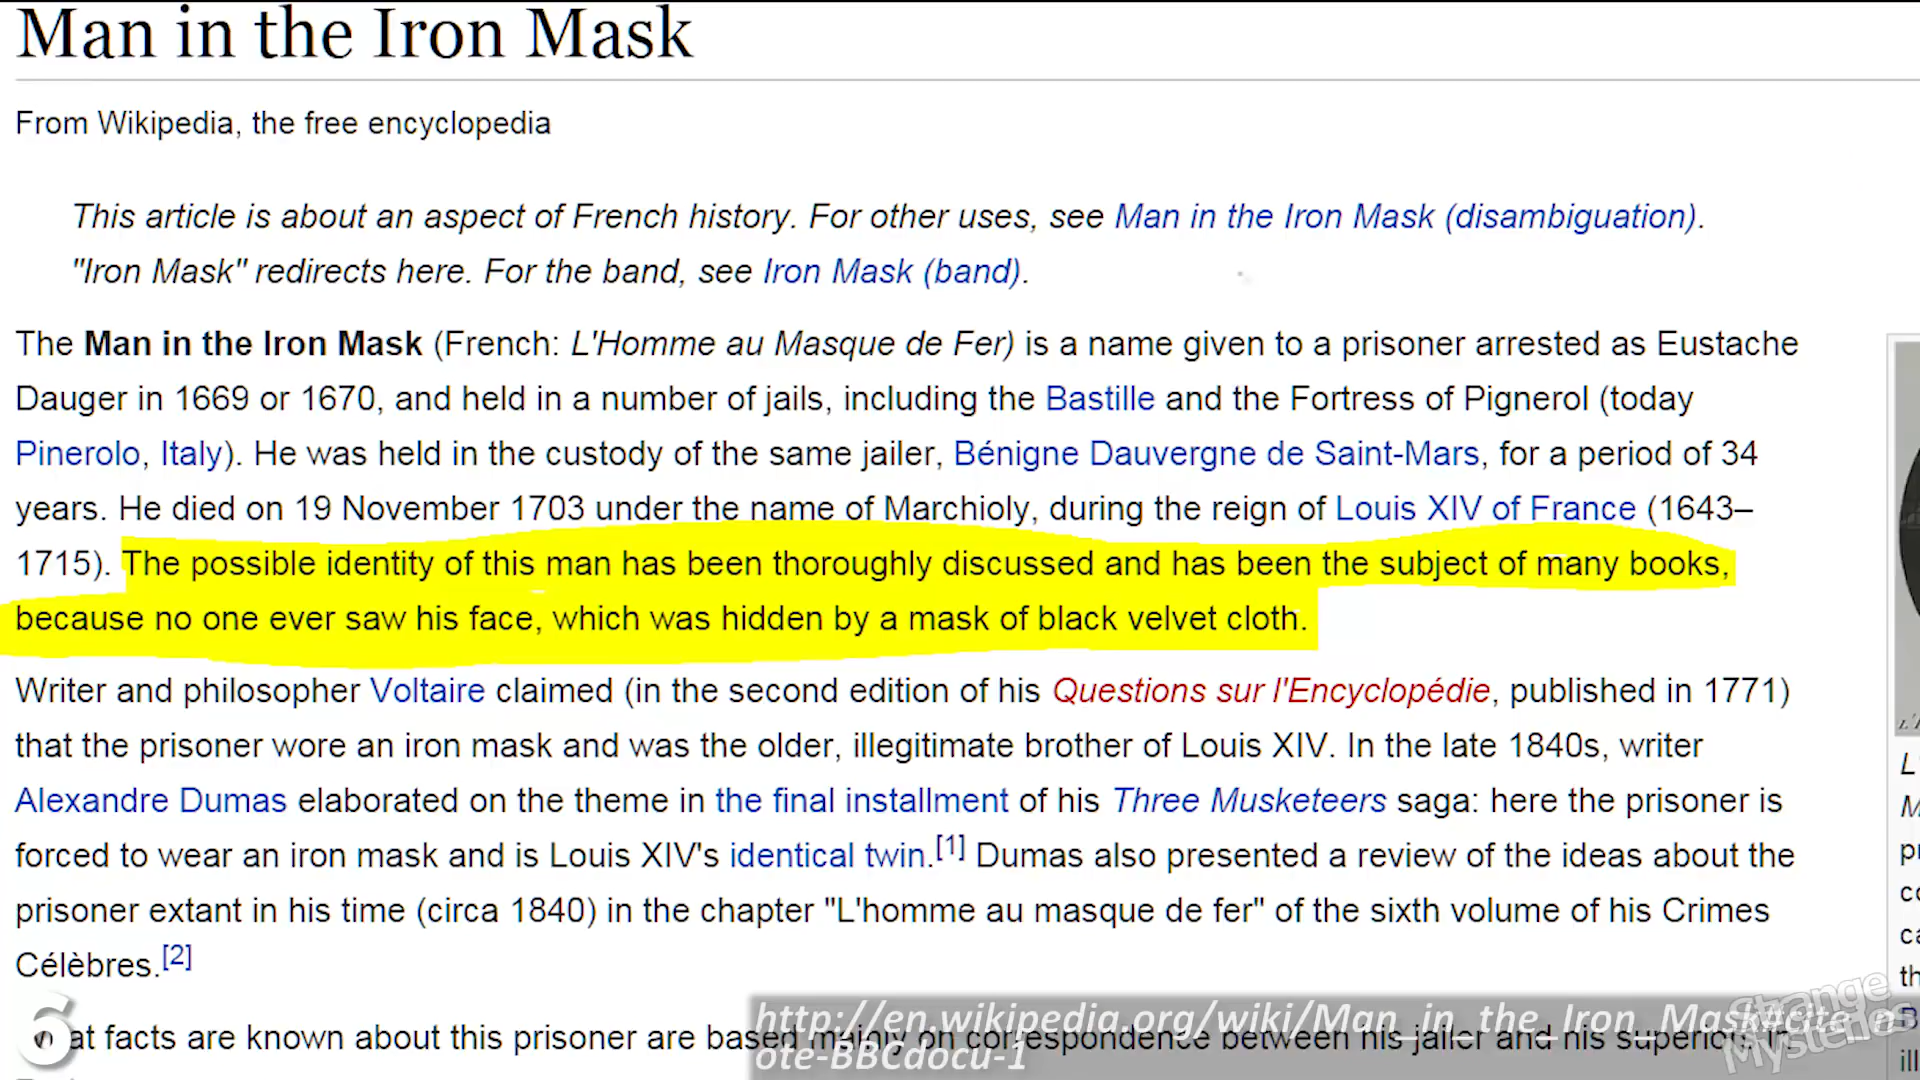 Man in the Iron Mask
From Wikipedia, the free encyclopedia
This article is about an aspect of French history. For other uses, see Man in the Iron Mask (disambiguation).
"Iron Mask" redirects here. For the band, see Iron Mask (band).
The Man in the Iron Mask (French: L'Homme au Masque de Fer) is a name given to a prisoner arrested as Eustache
Dauger in 1669 or 1670, and held in a number of jails, including the Bastille and the Fortress of Pignerol (today
Pinerolo, Italy). He was held in the custody of the same jailer, Bénigne Dauvergne de Saint-Mars, for a period of 34
years. He died on 19 November 1703 under the name of Marchioly, during the reign of Louis XIV of France (1643–
1715). The possible identity of this man has been thoroughly discussed and has been the subject of many books,
because no one ever saw his face, which was hidden by a mask of black velvet cloth.
Writer and philosopher Voltaire claimed (in the second edition of his Questions sur l'Encyclopédie, published in 1771)
that the prisoner wore an iron mask and was the older, illegitimate brother of Louis XIV. In the late 1840s, writer
Alexandre Dumas elaborated on the theme in the final installment of his Three Musketeers saga: here the prisoner is
forced to wear an iron mask and is Louis XIV's identical twin.[1] Dumas also presented a review of the ideas about the
prisoner extant in his time (circa 1840) in the chapter "L'homme au masque de fer" of the sixth volume of his Crimes
Célèbres.[2]
facts are known about this prisoner are based mainly on correspondence between his jailer and his superiors in
6
http://en.wikipedia.org/wiki/Man_in_the_Iron_Mask#cite_n
ote-BBCdocu-1
Strange
Mysteries